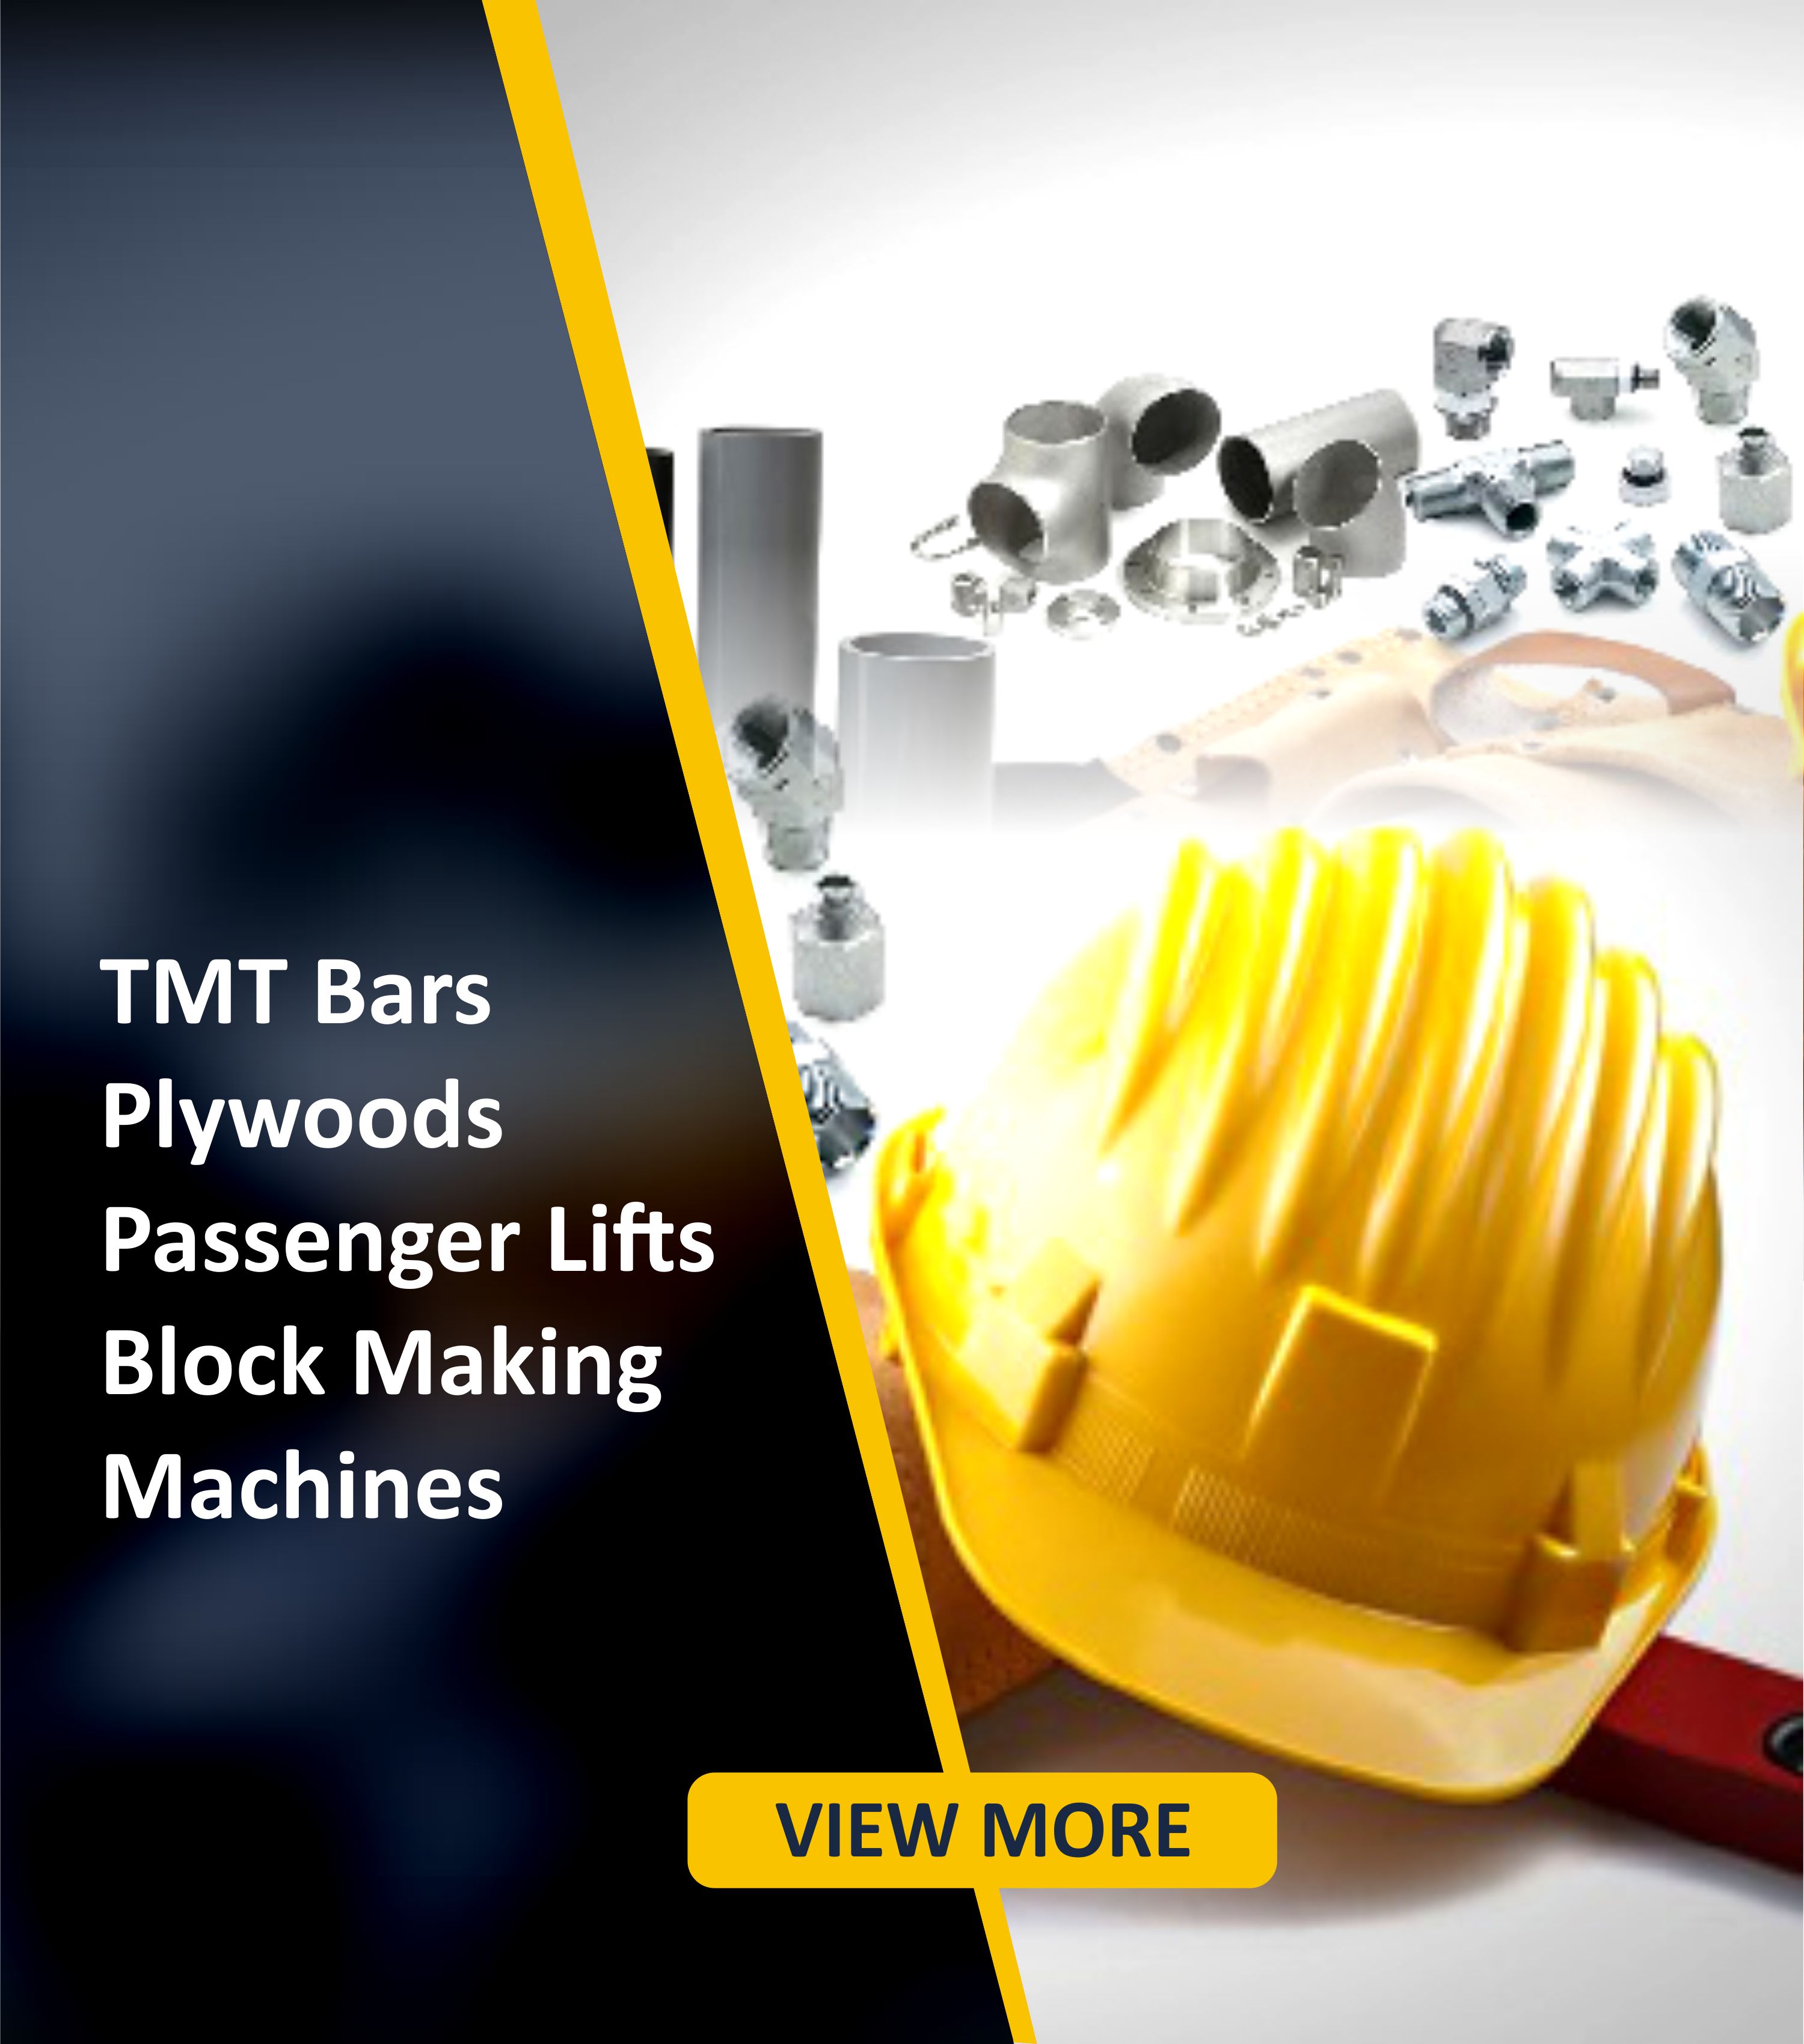 TMT Bars
Plywoods
Passenger Lifts
Block Making
Machines
VIEW MORE